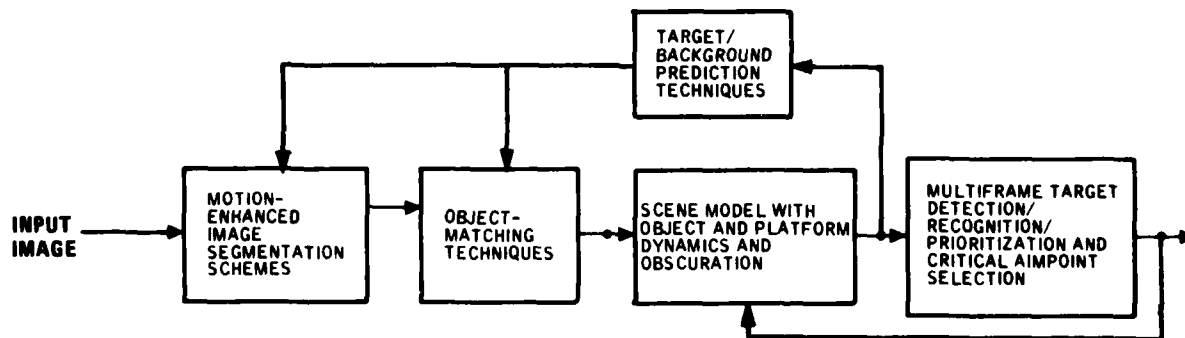 TARGET/
BACKGROUND
PREDICTION
TECHNIQUES
INPUT
IMAGE
MOTION-
ENHANCED
IMAGE
SEGMENTATION
SCHEMES
OBJECT-
MATCHING
TECHNIQUES
SCENE MODEL WITH
OBJECT AND PLATFORM
DYNAMICS AND
OBSCURATION
MULTIFRAME TARGET
DETECTION/
RECOGNITION/
PRIORITIZATION AND
CRITICAL AIMPOINT
SELECTION